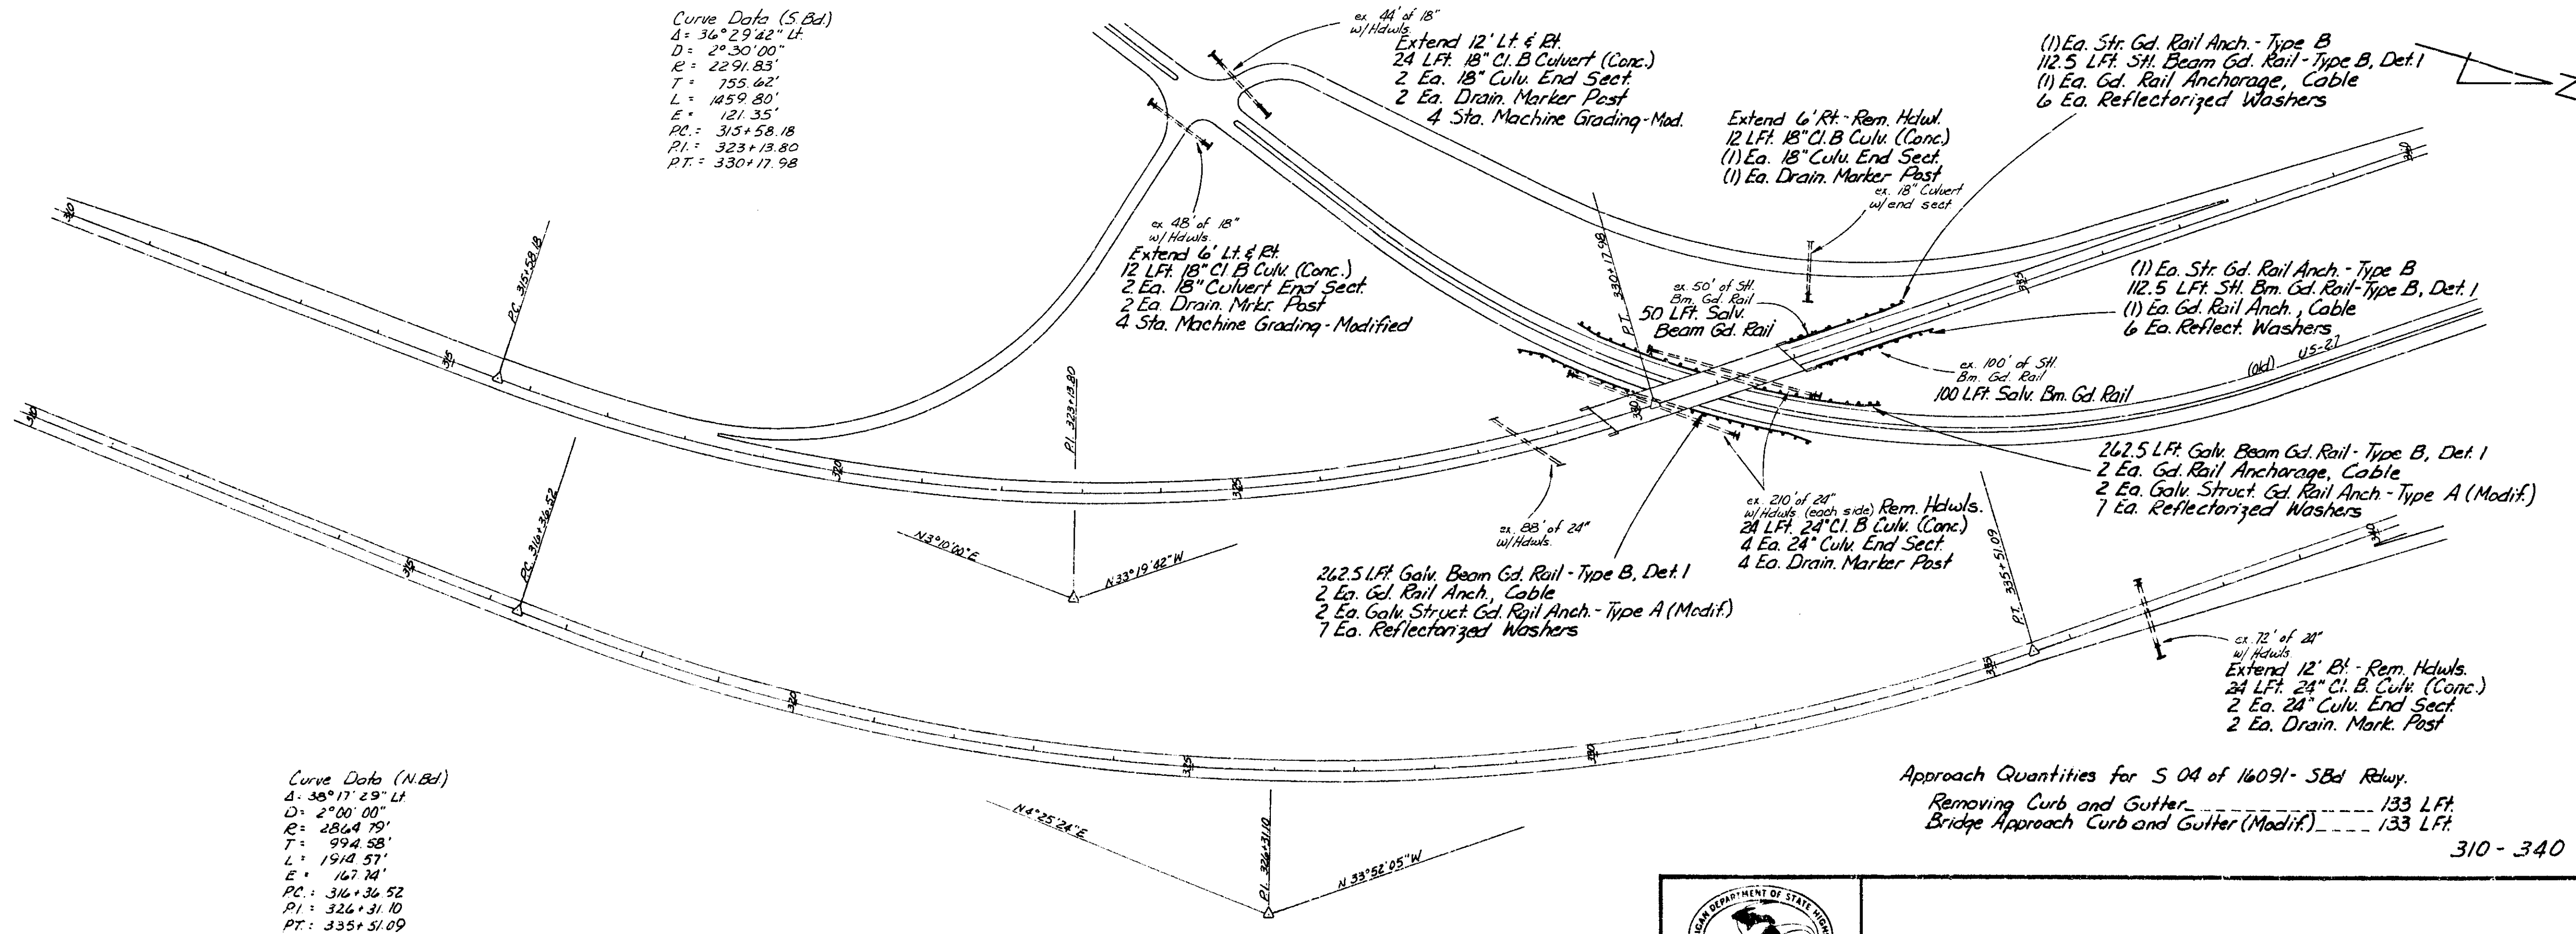 Curve Data (S.Bd.)
Δ = 36°29'42" Lt.
D = 2°30'00"
R = 2291.83'
T = 755.62'
L = 1459.80'
E = 121.35'
P.C. = 315+58.18
P.I. = 323+13.80
P.T. = 330+17.98
ex. 44' of 18"
w/Hdwls.
Extend 12' Lt. & Rt.
24 LFt. 18" Cl. B Culvert (Conc.)
2 Ea. 18" Culv. End Sect.
2 Ea. Drain. Marker Post
4 Sta. Machine Grading-Mod.
(1) Ea. Str. Gd. Rail Anch. - Type B
112.5 LFt. Stl. Beam Gd. Rail - Type B, Det. 1
(1) Ea. Gd. Rail Anchorage, Cable
6 Ea. Reflectorized Washers
Extend 6' Rt. - Rem. Hdwl.
12 LFt. 18" Cl. B Culv. (Conc.)
(1) Ea. 18" Culv. End Sect.
(1) Ea. Drain. Marker Post
ex. 18" Culvert
w/end sect
ex. 48' of 18"
w/Hdwls.
Extend 6' Lt. & Rt.
12 LFt. 18" Cl. B Culv. (Conc.)
2 Ea. 18" Culvert End Sect.
2 Ea. Drain. Mrkr. Post
4 Sta. Machine Grading - Modified
310
P.C. 315+58.18
315
320
P.I. 323+13.80
325
330
P.T. 330+17.98
335
340
ex. 50' of Stl.
Bm. Gd. Rail
50 LFt. Salv.
Beam Gd. Rail
(1) Ea. Str. Gd. Rail Anch. - Type B
112.5 LFt. Stl. Bm. Gd. Rail-Type B, Det. 1
(1) Ea. Gd. Rail Anch., Cable
6 Ea. Reflect. Washers
ex. 100' of Stl.
Bm. Gd. Rail
100 LFt. Salv. Bm. Gd. Rail
(Old) US-27
262.5 LFt. Galv. Beam Gd. Rail - Type B, Det. 1
2 Ea. Gd. Rail Anchorage, Cable
2 Ea. Galv. Struct. Gd. Rail Anch - Type A (Modif.)
7 Ea. Reflectorized Washers
ex. 88' of 24"
w/Hdwls.
ex. 210' of 24"
w/Hdwls. (each side) Rem. Hdwls.
24 LFt. 24" Cl. B Culv. (Conc.)
4 Ea. 24" Culv. End Sect.
4 Ea. Drain. Marker Post
262.5 LFt. Galv. Beam Gd. Rail - Type B, Det. 1
2 Ea. Gd. Rail Anch., Cable
2 Ea. Galv. Struct. Gd. Rail Anch. - Type A (Modif.)
7 Ea. Reflectorized Washers
N3°10'00"E
N33°19'42"W
310
315
P.C. 316+36.52
320
325
P.I. 326+31.10
330
335
P.T. 335+51.09
340
N4°25'24"E
N 33°52'05"W
ex. 72' of 24"
w/ Hdwls.
Extend 12' Rt. - Rem. Hdwls.
24 LFt. 24" Cl. B. Culv. (Conc.)
2 Ea. 24" Culv. End Sect.
2 Ea. Drain. Mark. Post
Curve Data (N.Bd.)
Δ = 38°17'29" Lt.
D = 2°00'00"
R = 2864.79'
T = 994.58'
L = 1914.57'
E = 167.74'
P.C. = 316+36.52
P.I. = 326+31.10
P.T. = 335+51.09
Approach Quantities for S 04 of 16091- SBd Rdwy.
Removing Curb and Gutter 133 LFt.
Bridge Approach Curb and Gutter (Modif.) 133 LFt.
310 - 340
DEPARTMENT OF STATE